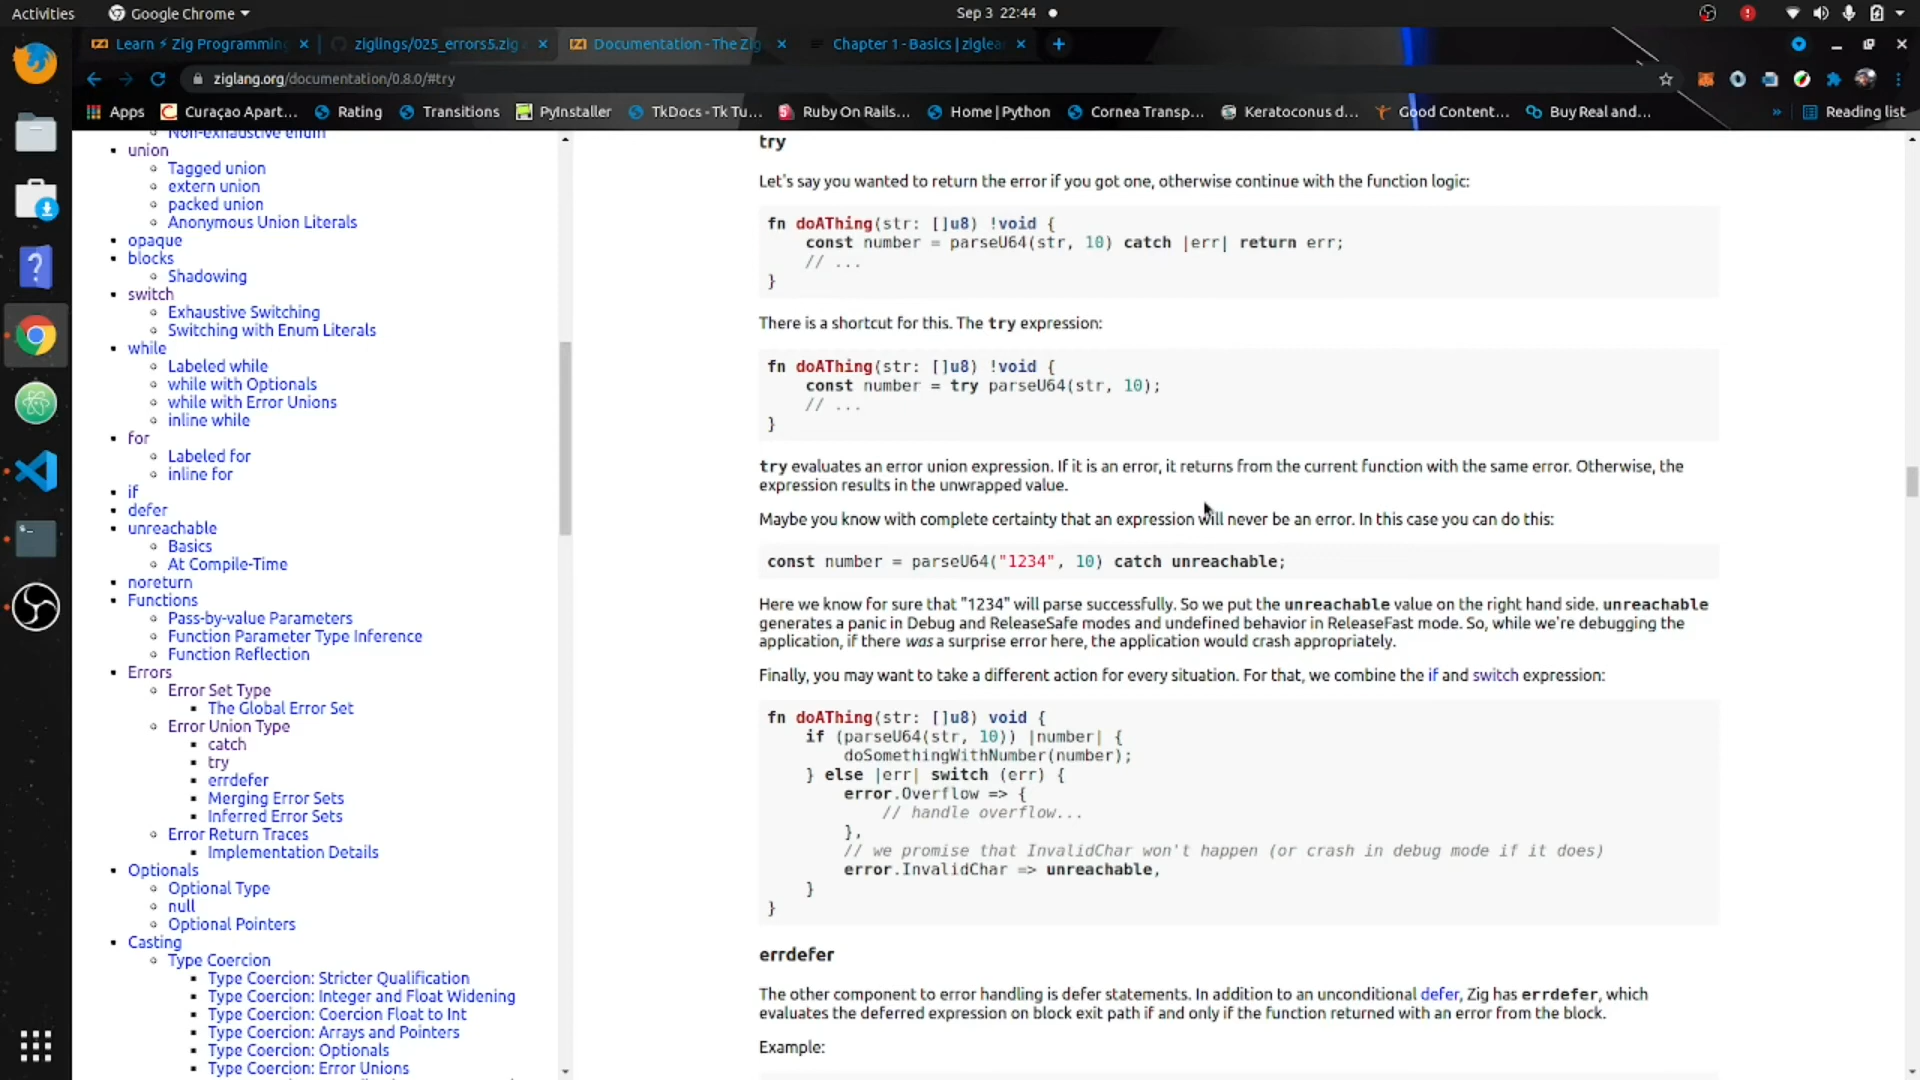 Activities
Google Chrome
Sep 3 22:44
Learn ⚡ Zig Programming
ziglings/025_errors5.zig
Documentation - The Zig
Chapter 1 - Basics | ziglea
ziglang.org/documentation/0.8.0/#try
Apps
Curaçao Apart...
Rating
Transitions
PyInstaller
TkDocs - Tk Tu...
Ruby On Rails...
Home | Python
Cornea Transp...
Keratoconus d...
Good Content...
Buy Real and...
»
Reading list
Non-exhaustive enum
union
Tagged union
extern union
packed union
Anonymous Union Literals
opaque
blocks
Shadowing
switch
Exhaustive Switching
Switching with Enum Literals
while
Labeled while
while with Optionals
while with Error Unions
inline while
for
Labeled for
inline for
if
defer
unreachable
Basics
At Compile-Time
noreturn
Functions
Pass-by-value Parameters
Function Parameter Type Inference
Function Reflection
Errors
Error Set Type
The Global Error Set
Error Union Type
catch
try
errdefer
Merging Error Sets
Inferred Error Sets
Error Return Traces
Implementation Details
Optionals
Optional Type
null
Optional Pointers
Casting
Type Coercion
Type Coercion: Stricter Qualification
Type Coercion: Integer and Float Widening
Type Coercion: Coercion Float to Int
Type Coercion: Arrays and Pointers
Type Coercion: Optionals
Type Coercion: Error Unions
try
Let's say you wanted to return the error if you got one, otherwise continue with the function logic:
fn doAThing(str: []u8) !void {
const number = parseU64(str, 10) catch |err| return err;
// ...
}
There is a shortcut for this. The try expression:
fn doAThing(str: []u8) !void {
const number = try parseU64(str, 10);
// ...
}
try evaluates an error union expression. If it is an error, it returns from the current function with the same error. Otherwise, the
expression results in the unwrapped value.
Maybe you know with complete certainty that an expression will never be an error. In this case you can do this:
const number = parseU64("1234", 10) catch unreachable;
Here we know for sure that "1234" will parse successfully. So we put the unreachable value on the right hand side. unreachable
generates a panic in Debug and ReleaseSafe modes and undefined behavior in ReleaseFast mode. So, while we're debugging the
application, if there was a surprise error here, the application would crash appropriately.
Finally, you may want to take a different action for every situation. For that, we combine the if and switch expression:
fn doAThing(str: []u8) void {
if (parseU64(str, 10)) |number| {
doSomethingWithNumber(number);
} else |err| switch (err) {
error.Overflow => {
// handle overflow...
},
// we promise that InvalidChar won't happen (or crash in debug mode if it does)
error.InvalidChar => unreachable,
}
}
errdefer
The other component to error handling is defer statements. In addition to an unconditional defer, Zig has errdefer, which
evaluates the deferred expression on block exit path if and only if the function returned with an error from the block.
Example: